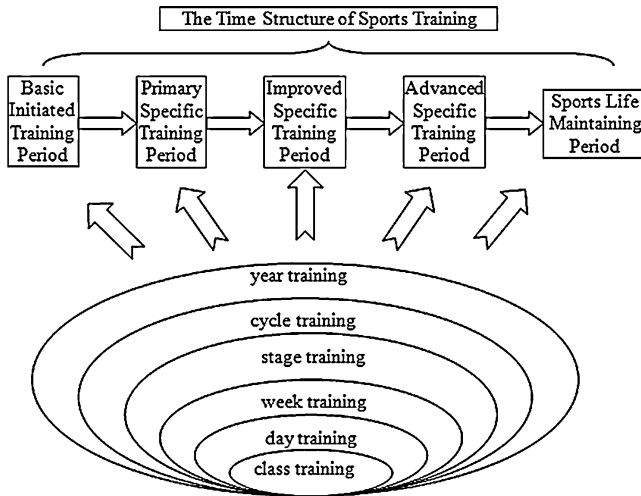 The Time Structure of Sports Training
Basic
Initiated
Training
Period
Primary
Specific
Training
Period
Improved
Specific
Training
Period
Advanced
Specific
Training
Period
Sports Life
Maintaining
Period
year training
cycle training
stage training
week training
day training
class training